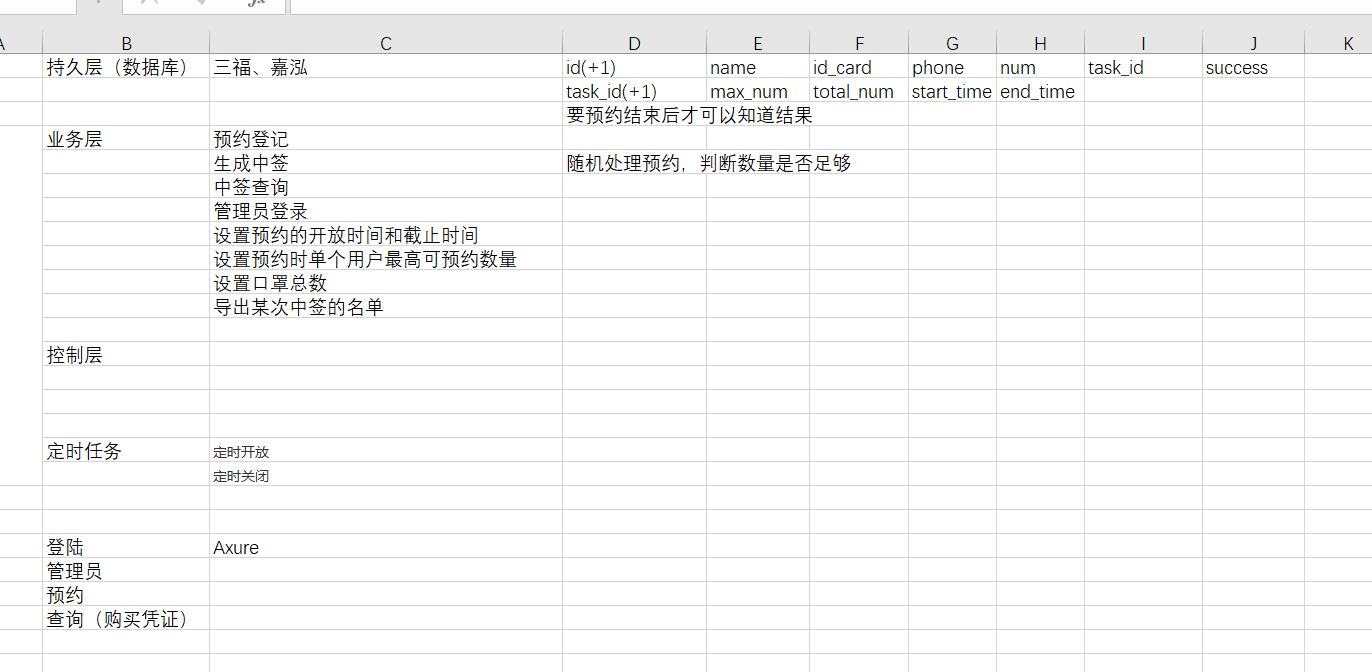 A B C D E F G H I J K
持久层（数据库） 三福、嘉泓 id(+1) name id_card phone num task_id success
task_id(+1) max_num total_num start_time end_time
要预约结束后才可以知道结果
业务层 预约登记
生成中签 随机处理预约，判断数量是否足够
中签查询
管理员登录
设置预约的开放时间和截止时间
设置预约时单个用户最高可预约数量
设置口罩总数
导出某次中签的名单
控制层
定时任务 定时开放
定时关闭
登陆 Axure
管理员
预约
查询（购买凭证）